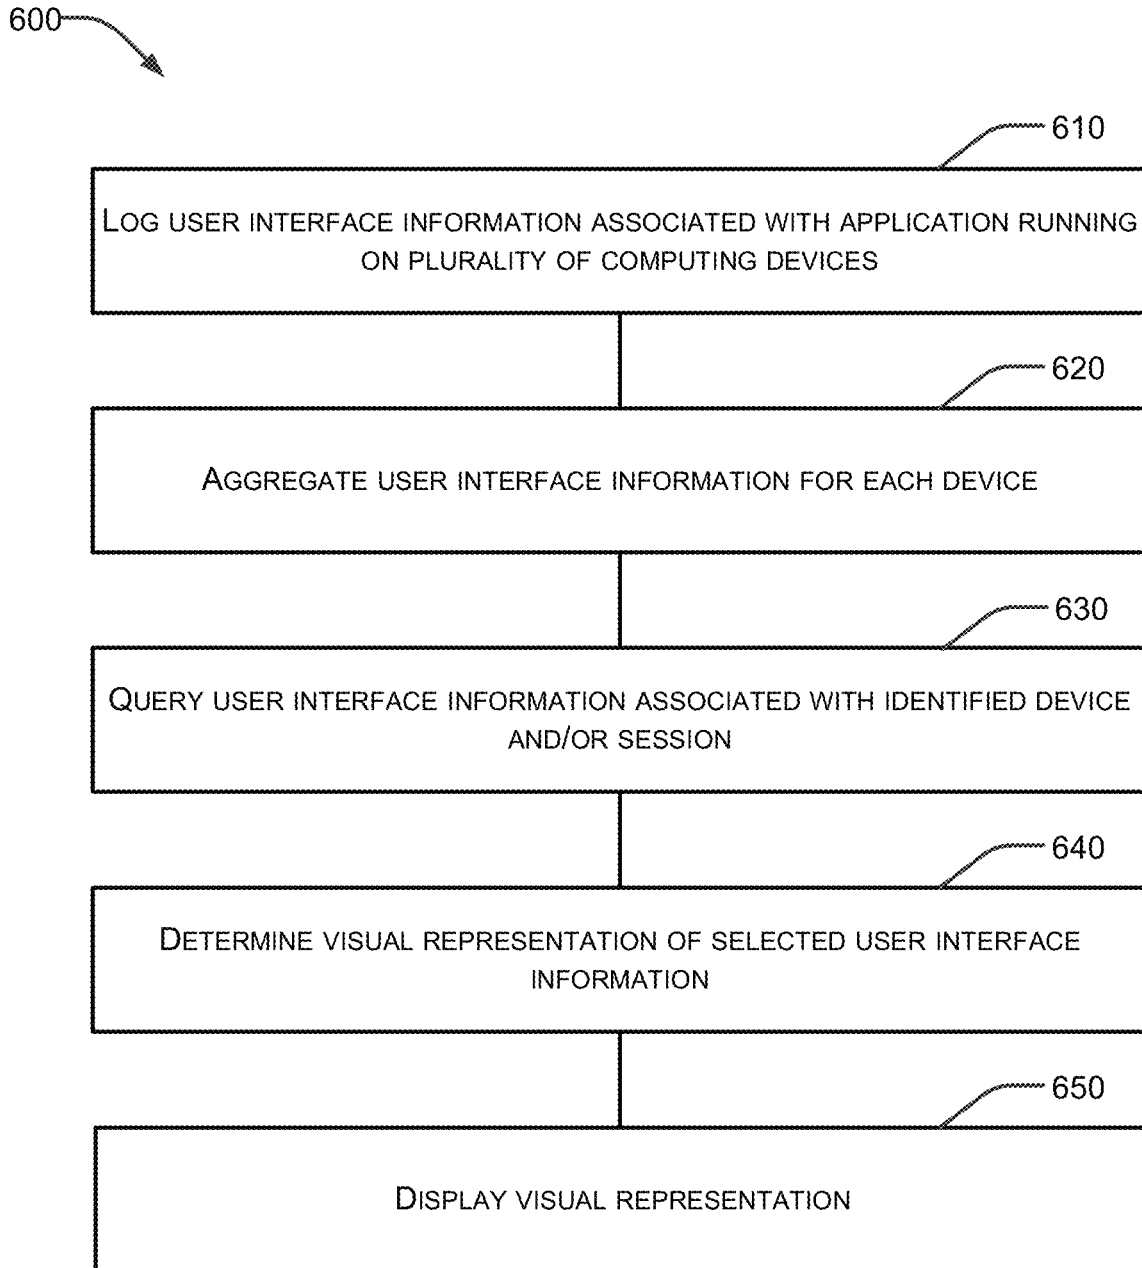 600
610
LOG USER INTERFACE INFORMATION ASSOCIATED WITH APPLICATION RUNNING
ON PLURALITY OF COMPUTING DEVICES
620
AGGREGATE USER INTERFACE INFORMATION FOR EACH DEVICE
630
QUERY USER INTERFACE INFORMATION ASSOCIATED WITH IDENTIFIED DEVICE
AND/OR SESSION
640
DETERMINE VISUAL REPRESENTATION OF SELECTED USER INTERFACE
INFORMATION
650
DISPLAY VISUAL REPRESENTATION